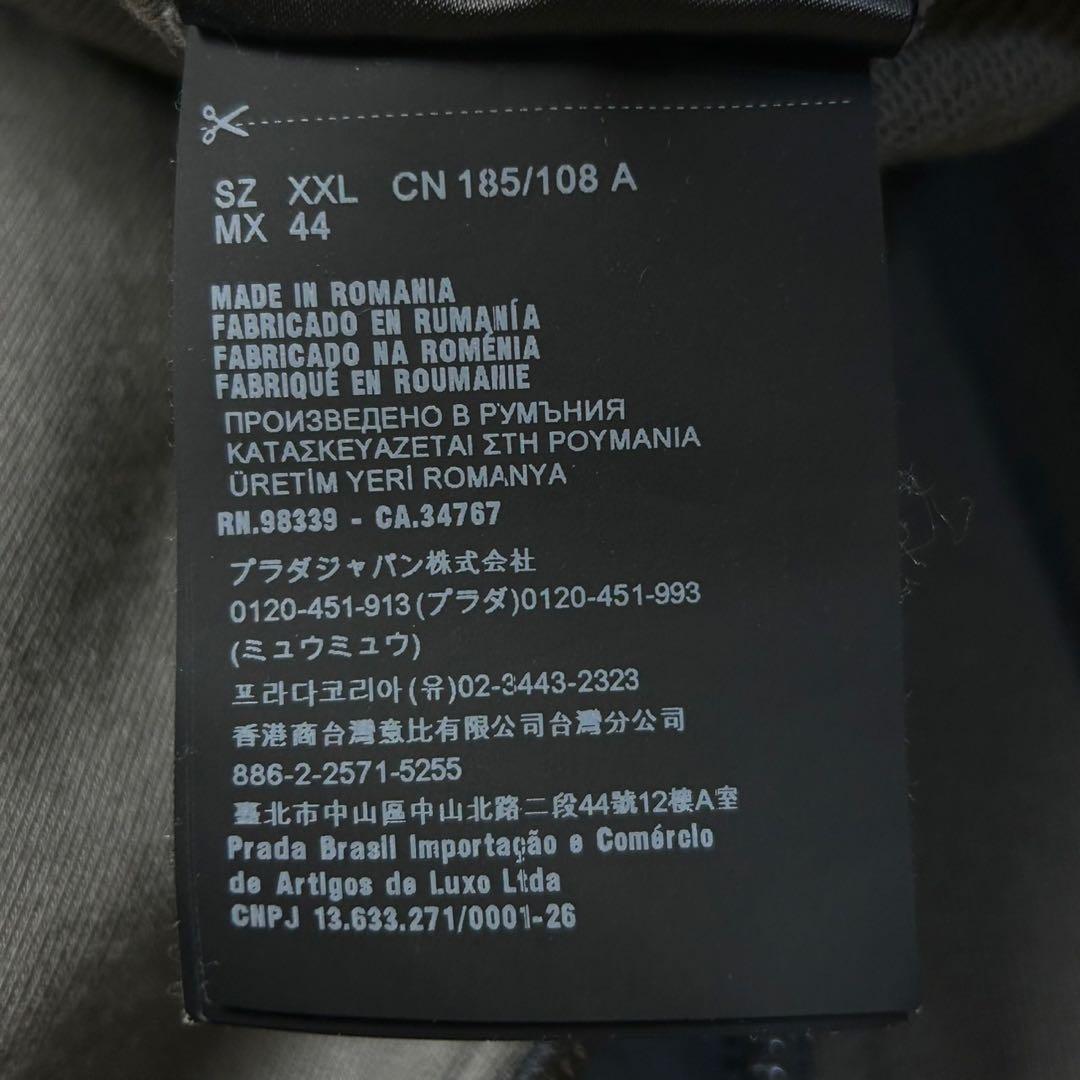 SZ XXL CN 185/108 A
MX 44
MADE IN ROMANIA
FABRICADO EN RUMANÍA
FABRICADO NA ROMÉNIA
FABRIQUÉ EN ROUMANIE
ПРОИЗВЕДЕНО В РУМЪНИЯ
ΚΑΤΑΣΚΕΥΑΖΕΤΑΙ ΣΤΗ ΡΟΥΜΑΝΙΑ
ÜRETİM YERİ ROMANYA
RN.98339 - CA.34767
プラダジャパン株式会社
0120-451-913(プラダ)0120-451-993
(ミュウミュウ)
프라다코리아(유)02-3443-2323
香港商台灣意比有限公司台灣分公司
886-2-2571-5255
臺北市中山區中山北路二段44號12樓A室
Prada Brasil Importação e Comércio
de Artigos de Luxo Ltda
CNPJ 13.633.271/0001-26